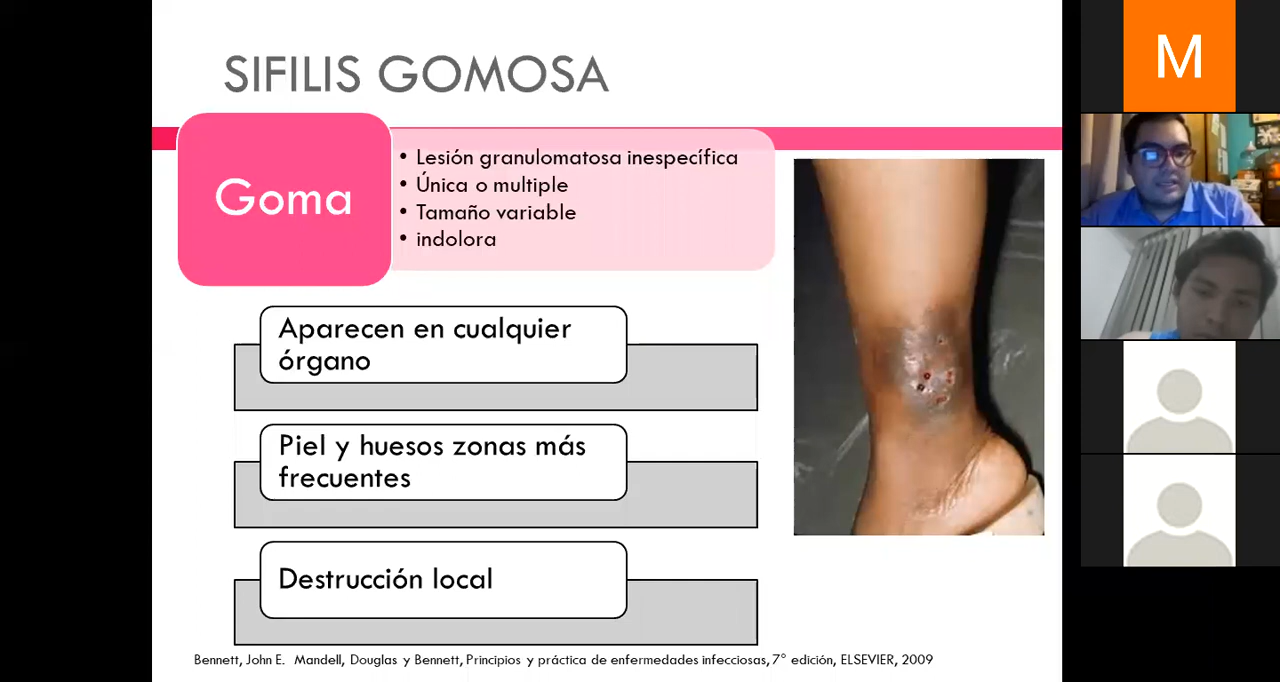 SIFILIS GOMOSA
Goma
• Lesión granulomatosa inespecífica
• Única o multiple
• Tamaño variable
• indolora
Aparecen en cualquier
órgano
Piel y huesos zonas más
frecuentes
Destrucción local
Bennett, John E. Mandell, Douglas y Bennett, Principios y práctica de enfermedades infecciosas, 7° edición, ELSEVIER, 2009
M